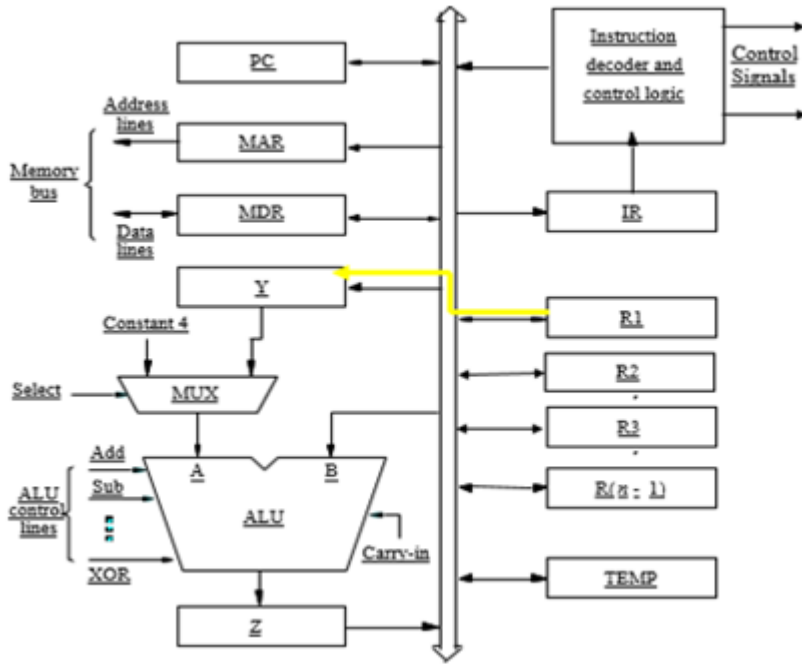 PC
Address
lines
MAR
Memory
bus
MDR
Data
lines
Y
Constant 4
Select
MUX
Add
A
B
Sub
ALU
control
lines
ALU
XOR
Carry-in
Z
Instruction
decoder and
control logic
Control
Signals
IR
R1
R2
R3
R(n - 1)
TEMP